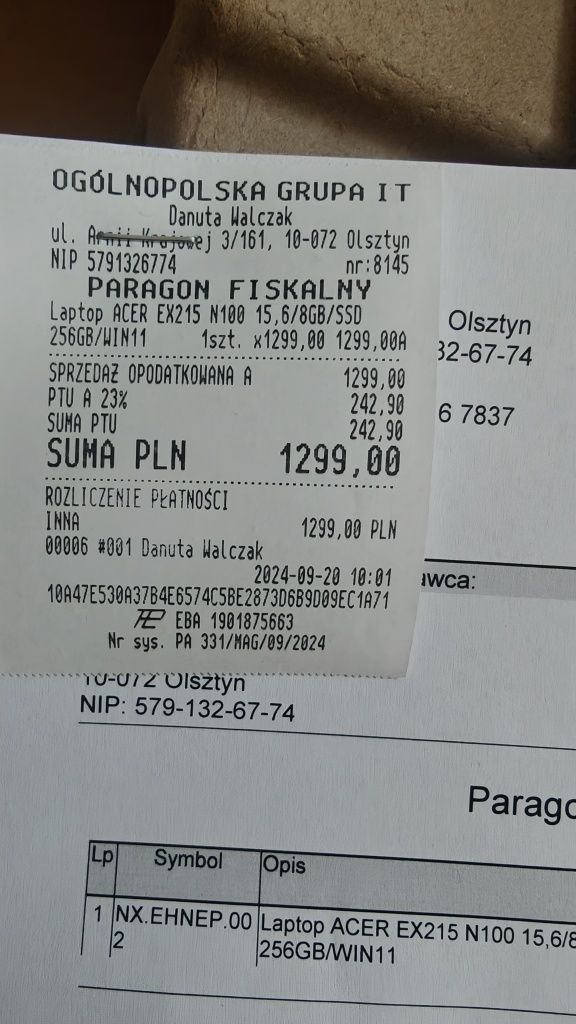 OGÓLNOPOLSKA GRUPA IT
Danuta Walczak
ul. Armii Krajowej 3/161, 10-072 Olsztyn
NIP 5791326774 nr:8145
PARAGON FISKALNY
Laptop ACER EX215 N100 15,6/8GB/SSD
256GB/WIN11 1szt. x1299,00 1299,00A
SPRZEDAŻ OPODATKOWANA A 1299,00
PTU A 23% 242,90
SUMA PTU 242,90
SUMA PLN 1299,00
ROZLICZENIE PŁATNOŚCI
INNA 1299,00 PLN
00006 #001 Danuta Walczak
2024-09-20 10:01
10A47E530A37B4E6574C5BE2873D6B9D09EC1A71
EBA 1901875663
Nr sys. PA 331/MAG/09/2024
Olsztyn
32-67-74
6 7837
awca:
10-072 Olsztyn
NIP: 579-132-67-74
Parago
Lp Symbol Opis
1 NX.EHNEP.00 Laptop ACER EX215 N100 15,6/8
2 256GB/WIN11